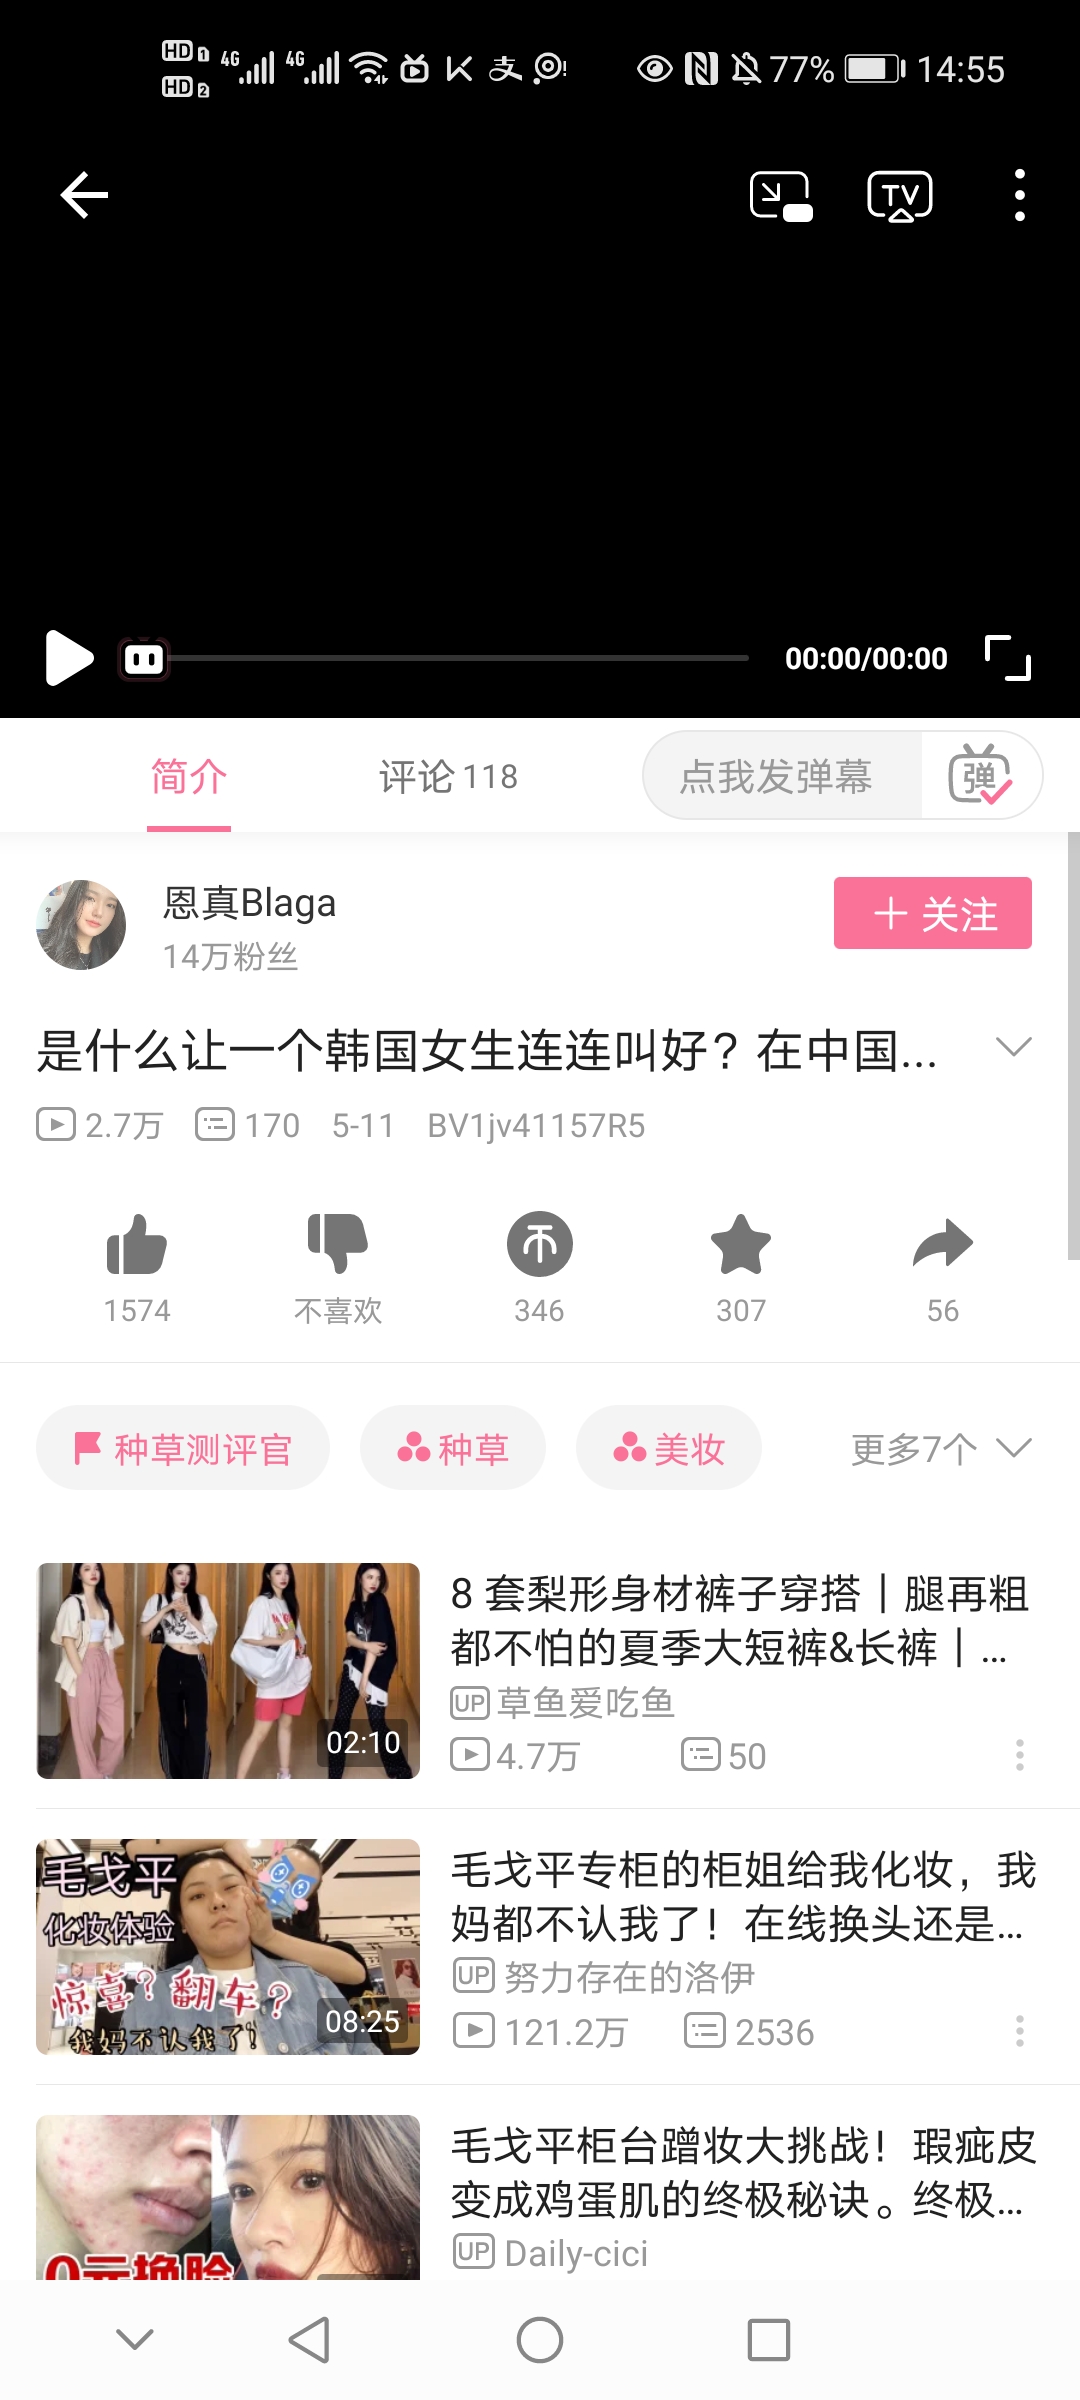 HD 1 4G 4G 77% 14:55
HD 2
TV
00:00/00:00
简介 评论 118 点我发弹幕 弹
恩真Blaga
14万粉丝
+ 关注
是什么让一个韩国女生连连叫好？在中国...
2.7万 170 5-11 BV1jv41157R5
1574 不喜欢 346 307 56
种草测评官 种草 美妆 更多7个
02:10
8 套梨形身材裤子穿搭｜腿再粗
都不怕的夏季大短裤&长裤｜...
UP 草鱼爱吃鱼
4.7万 50
毛戈平
化妆体验
惊喜？翻车？
我妈不认我了！
08:25
毛戈平专柜的柜姐给我化妆，我
妈都不认我了！在线换头还是...
UP 努力存在的洛伊
121.2万 2536
0元换脸
毛戈平柜台蹭妆大挑战！瑕疵皮
变成鸡蛋肌的终极秘诀。终极...
UP Daily-cici